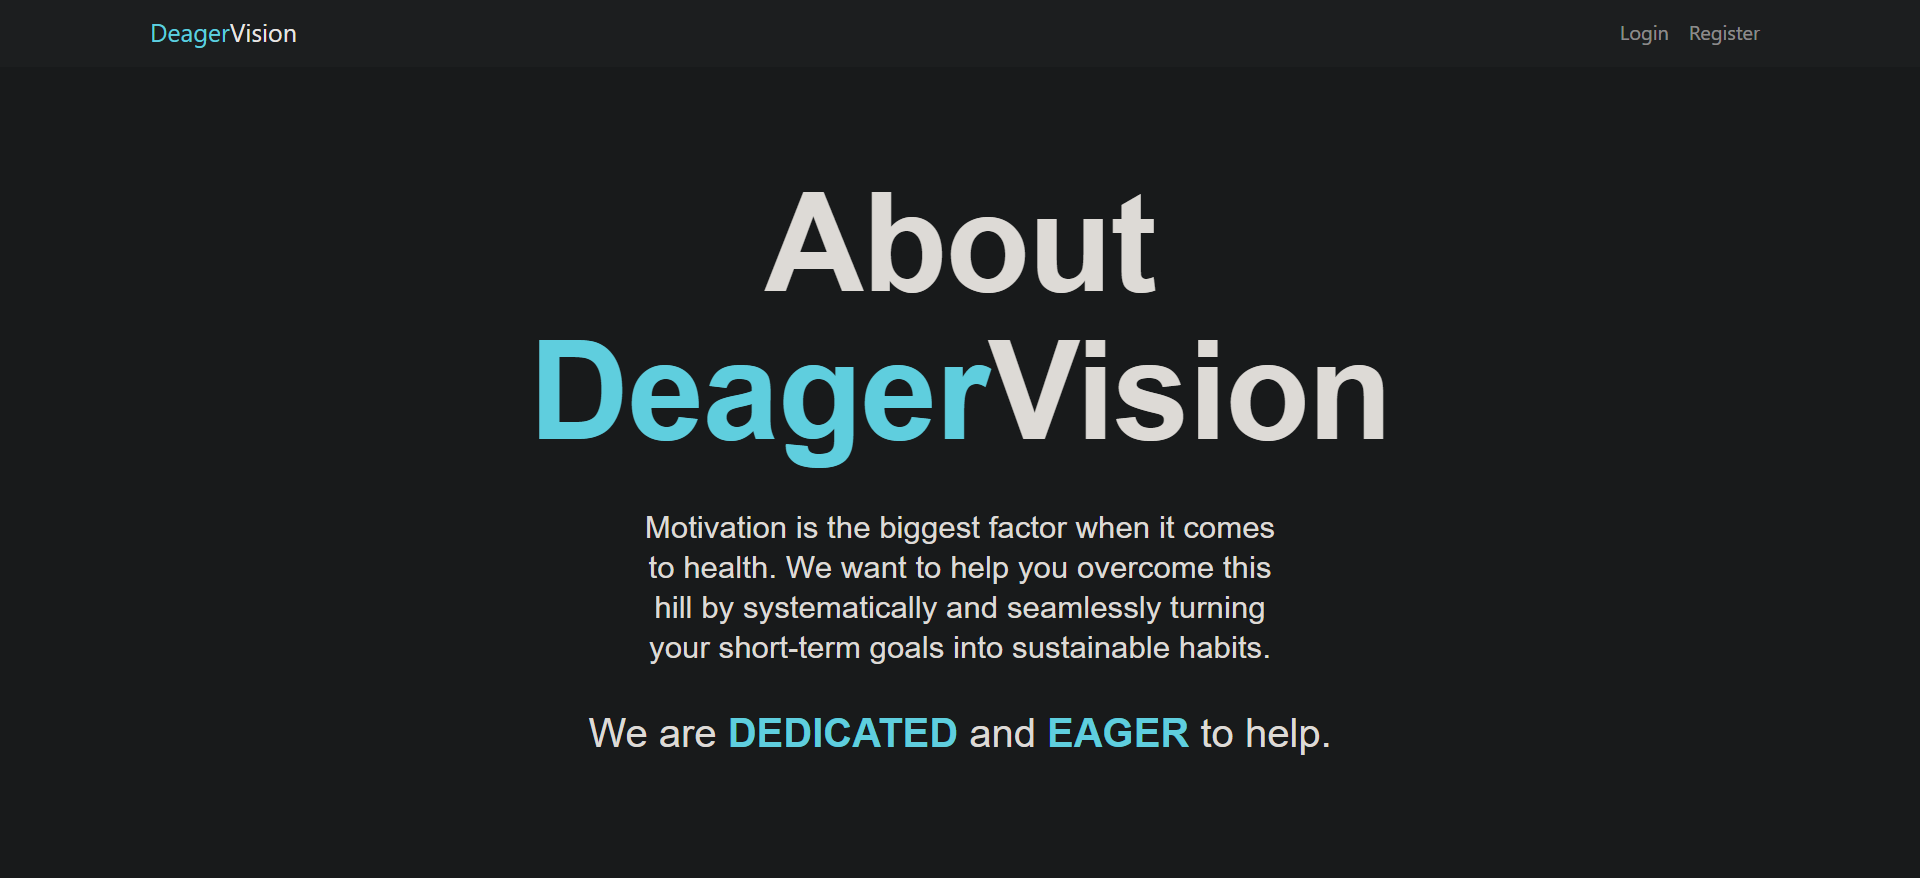 DeagerVision
Login Register
About
DeagerVision
Motivation is the biggest factor when it comes
to health. We want to help you overcome this
hill by systematically and seamlessly turning
your short-term goals into sustainable habits.
We are DEDICATED and EAGER to help.